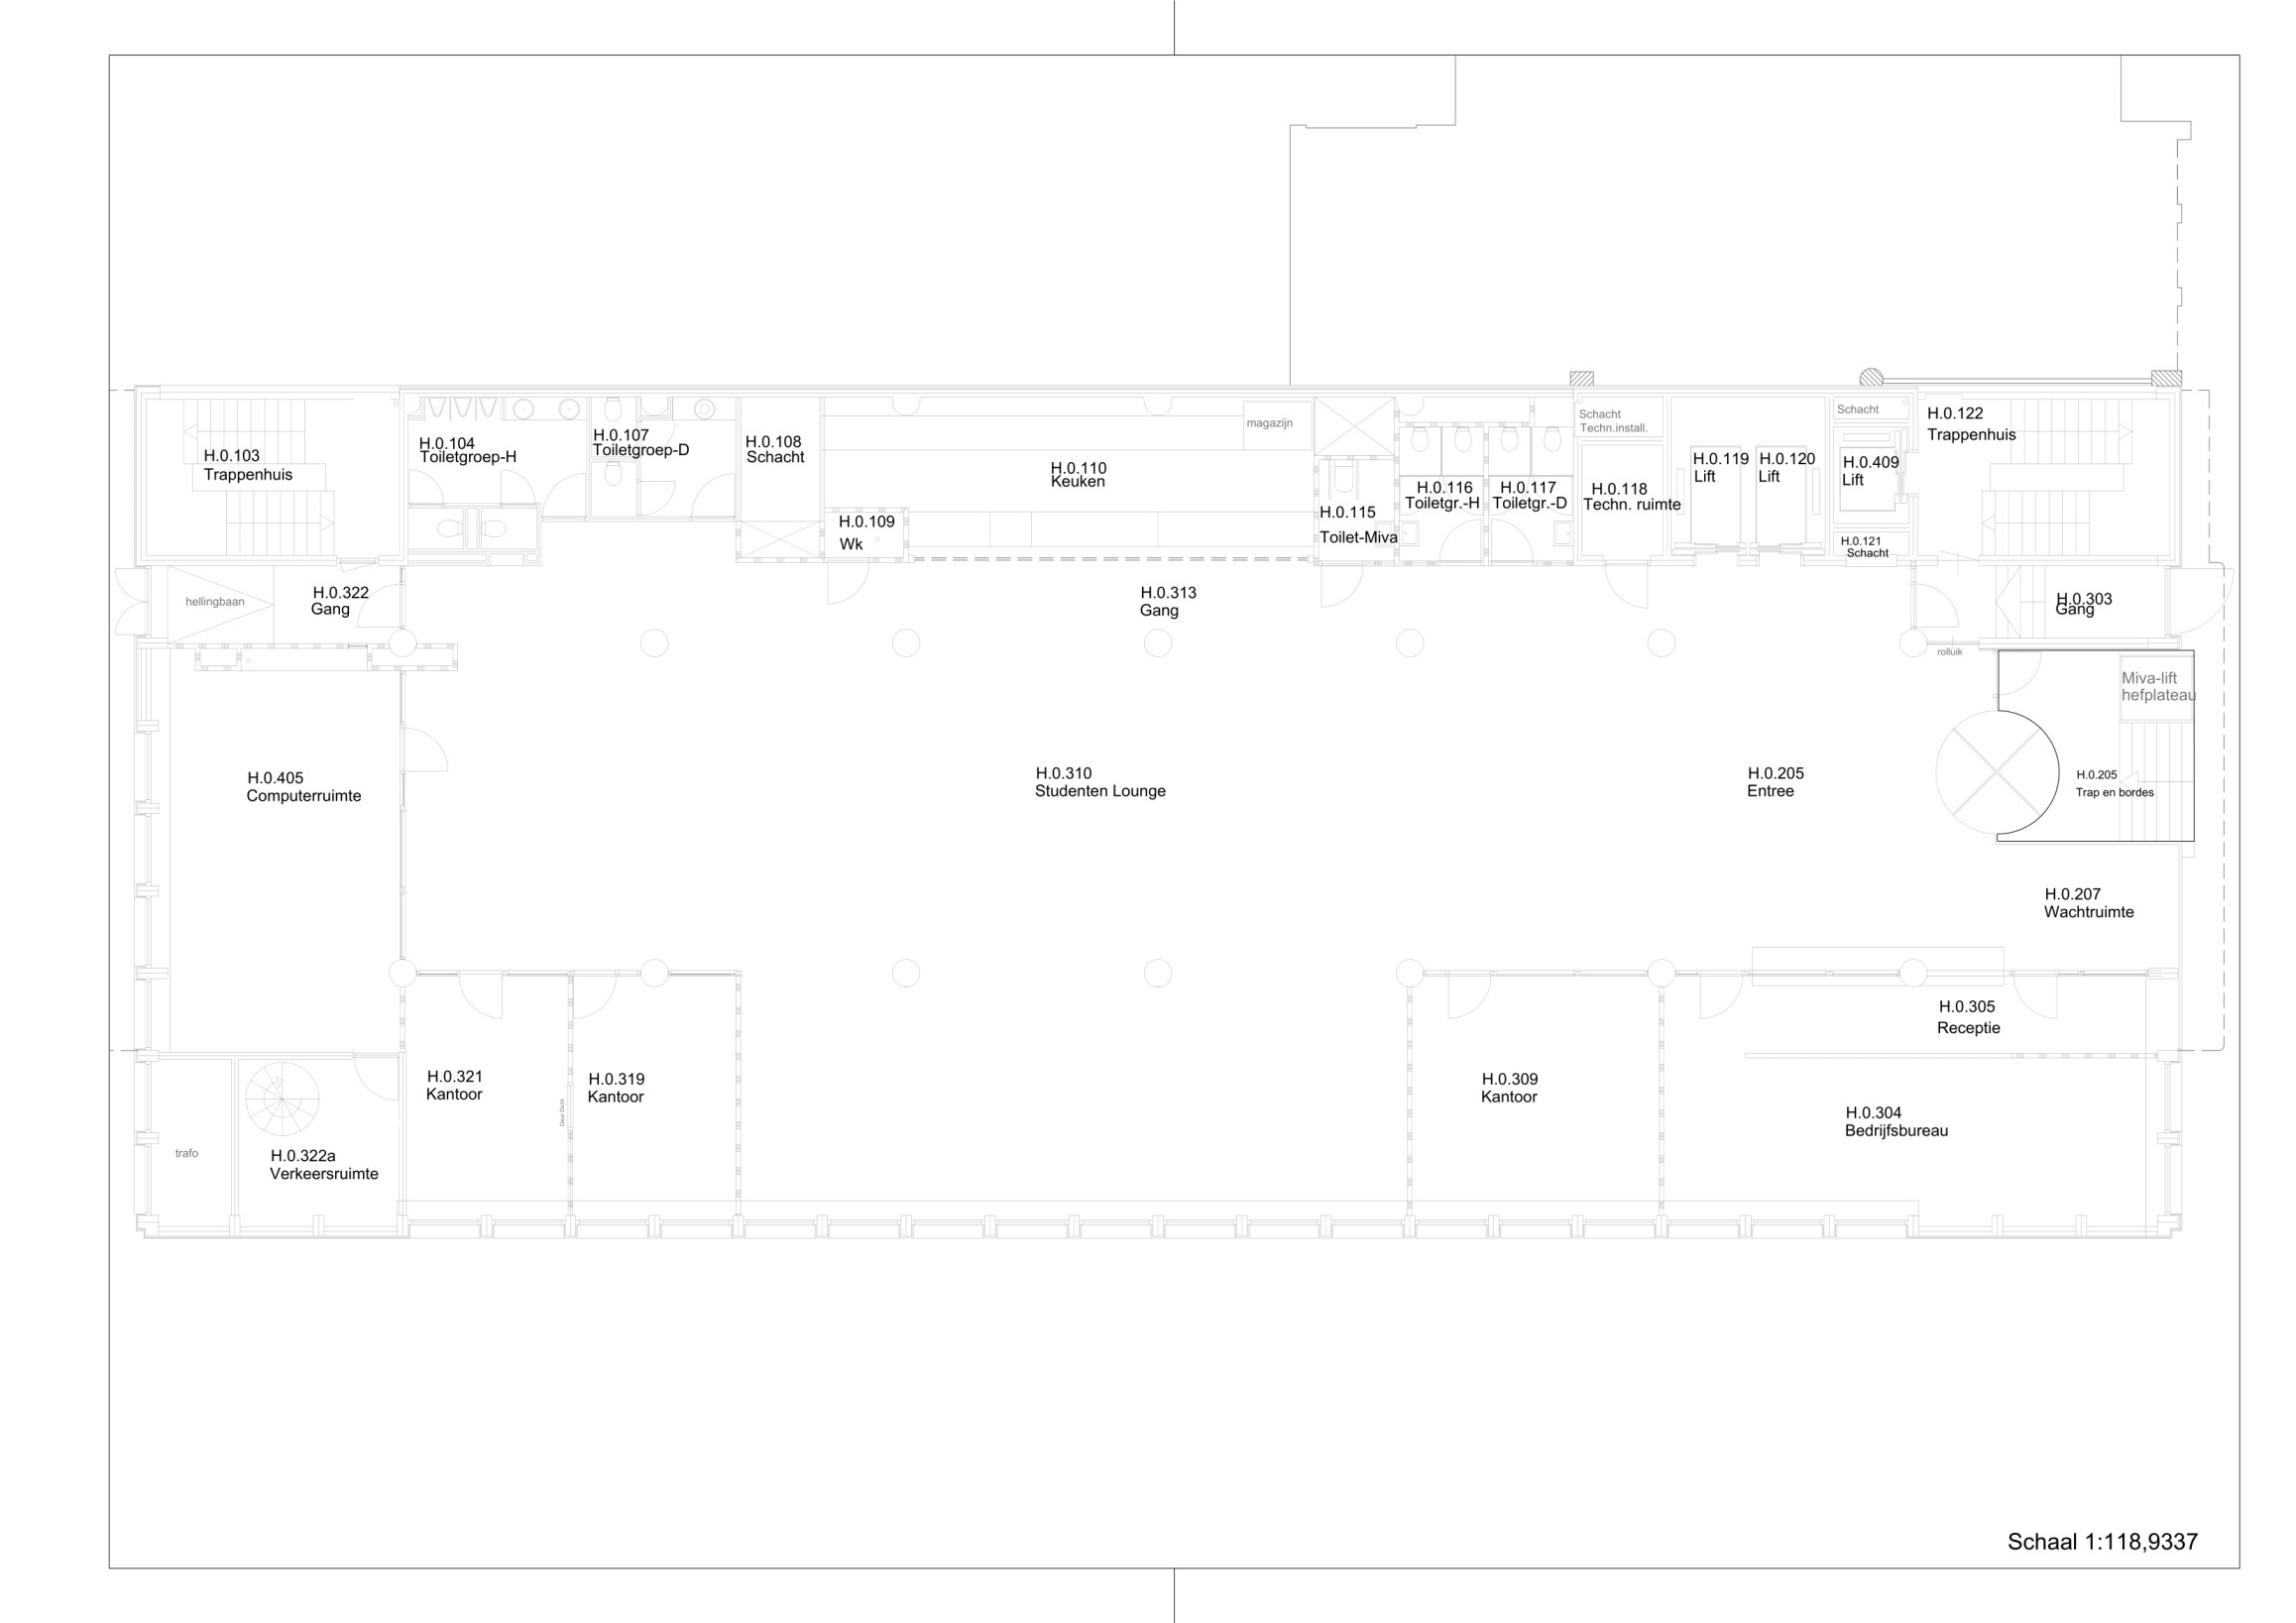 magazijn
Schacht
Techn.install.
Schacht
H.0.122
Trappenhuis
H.0.103
Trappenhuis
H.0.104
Toiletgroep-H
H.0.107
Toiletgroep-D
H.0.108
Schacht
H.0.110
Keuken
H.0.109
Wk
H.0.115
Toilet-Miva
H.0.116
Toiletgr.-H
H.0.117
Toiletgr.-D
H.0.118
Techn. ruimte
H.0.119
Lift
H.0.120
Lift
H.0.409
Lift
H.0.121
Schacht
hellingbaan
H.0.322
Gang
H.0.313
Gang
H.0.303
Gang
rolluik
Miva-lift
hefplateau
H.0.405
Computerruimte
H.0.310
Studenten Lounge
H.0.205
Entree
H.0.205
Trap en bordes
H.0.207
Wachtruimte
H.0.305
Receptie
H.0.321
Kantoor
H.0.319
Kantoor
Deur Dicht
H.0.309
Kantoor
H.0.304
Bedrijfsbureau
trafo
H.0.322a
Verkeersruimte
Schaal 1:118,9337